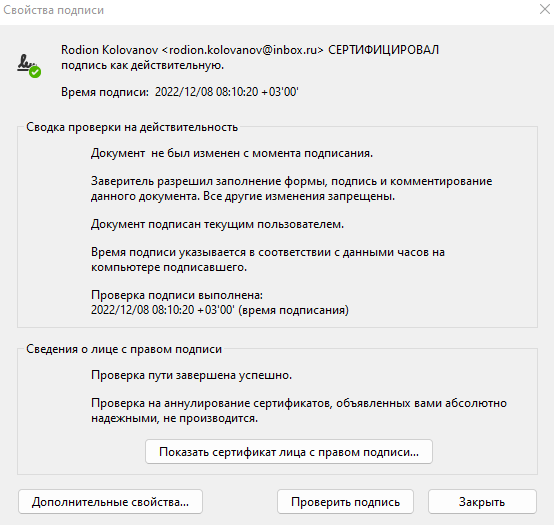 Свойства подписи
Rodion Kolovanov <rodion.kolovanov@inbox.ru> СЕРТИФИЦИРОВАЛ
подпись как действительную.
Время подписи: 2022/12/08 08:10:20 +03'00'
Сводка проверки на действительность
Документ не был изменен с момента подписания.
Заверитель разрешил заполнение формы, подпись и комментирование
данного документа. Все другие изменения запрещены.
Документ подписан текущим пользователем.
Время подписи указывается в соответствии с данными часов на
компьютере подписавшего.
Проверка подписи выполнена:
2022/12/08 08:10:20 +03'00' (время подписания)
Сведения о лице с правом подписи
Проверка пути завершена успешно.
Проверка на аннулирование сертификатов, объявленных вами абсолютно
надежными, не производится.
Показать сертификат лица с правом подписи...
Дополнительные свойства...
Проверить подпись
Закрыть